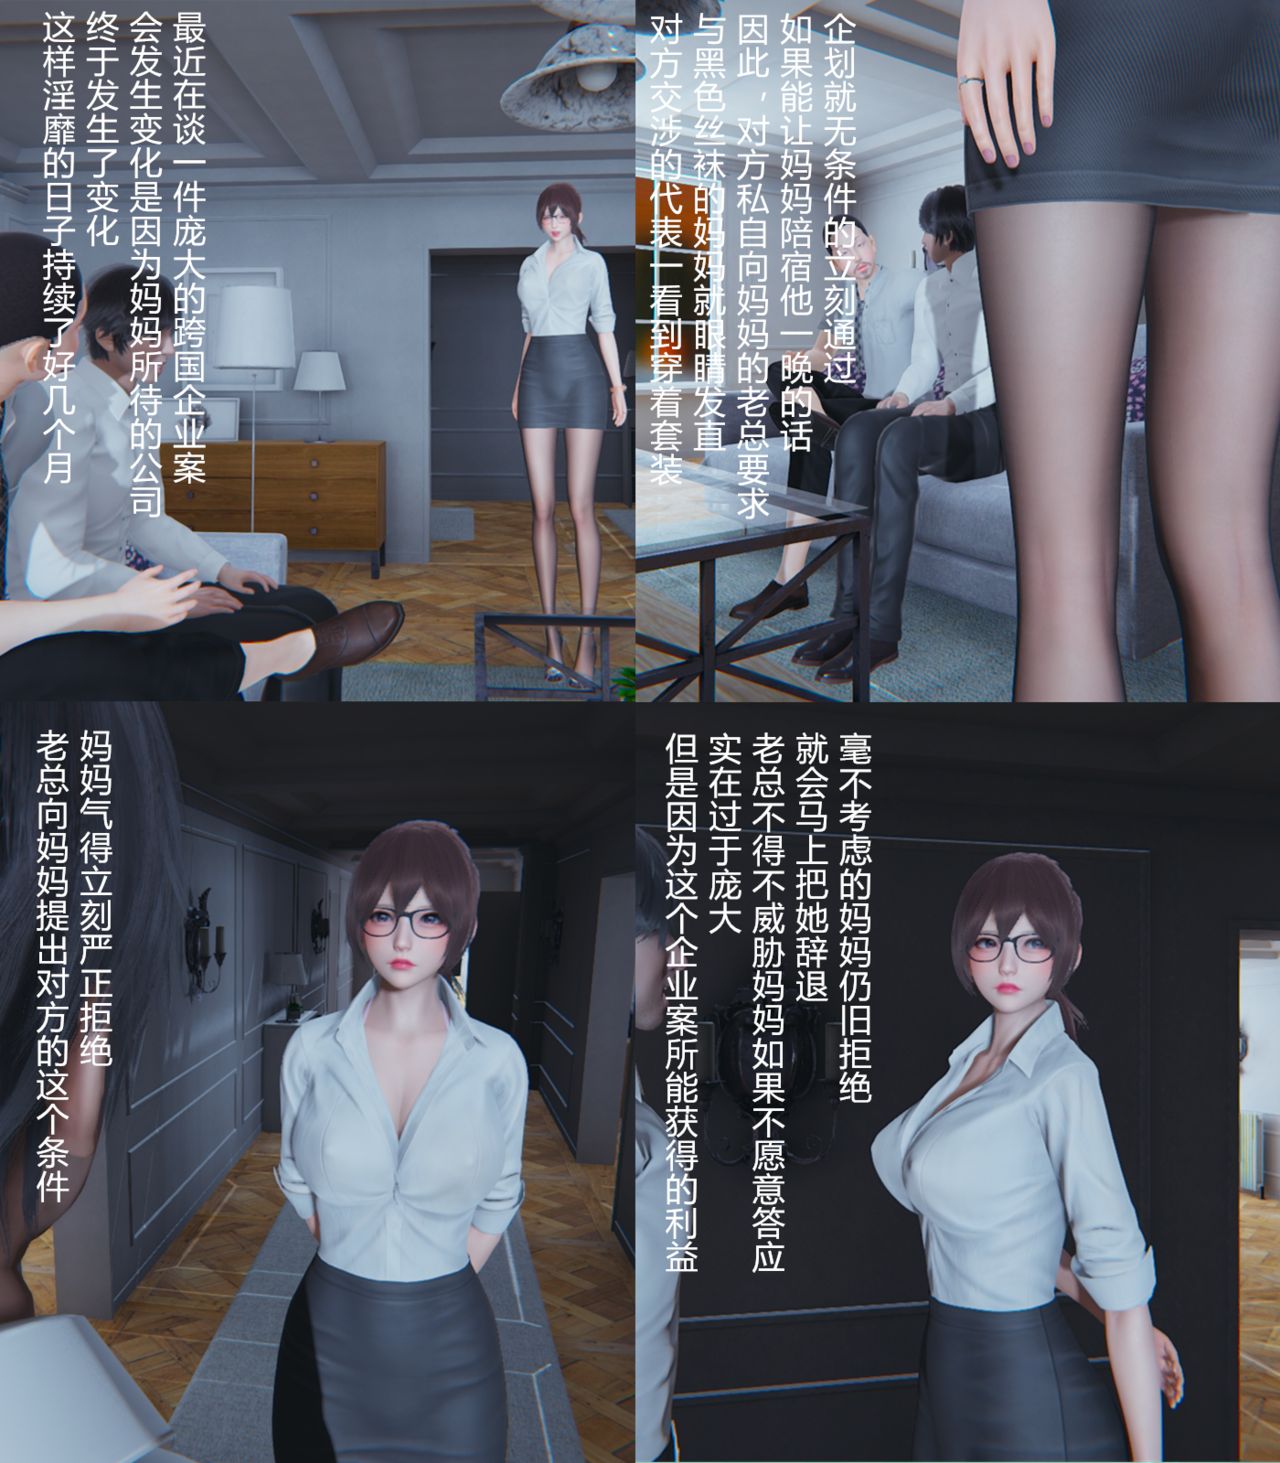 这样淫靡的日子持续了好几个月
终于发生了变化
会发生变化是因为妈妈所待的公司
最近在谈一件庞大的跨国企业案
对方交涉的代表一看到穿着套装
与黑色丝袜的妈妈就眼睛发直
因此，对方私自向妈妈的老总要求
如果能让妈妈陪宿他一晚的话
企划就无条件的立刻通过
老总向妈妈提出对方的这个条件
妈妈气得立刻严正拒绝
但是因为这个企业案所能获得的利益
实在过于庞大
老总不得不威胁妈妈如果不愿意答应
就会马上把她辞退
毫不考虑的妈妈仍旧拒绝